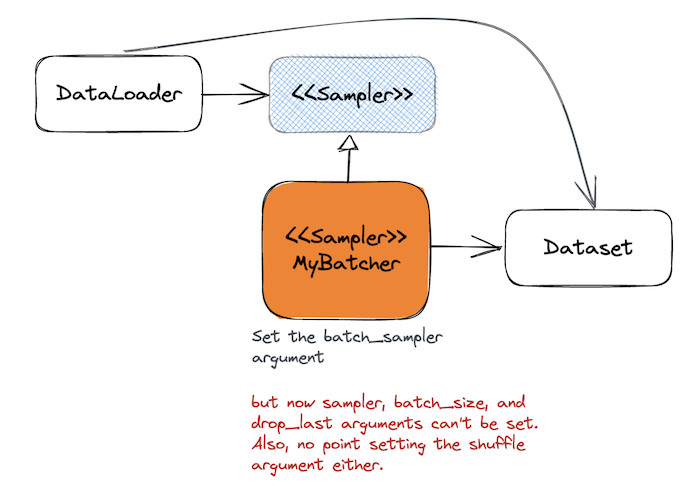 DataLoader
<<Sampler>>
<<Sampler>>
MyBatcher
Dataset
Set the batch_sampler
argument
but now sampler, batch_size, and
drop_last arguments can't be set.
Also, no point setting the shuffle
argument either.